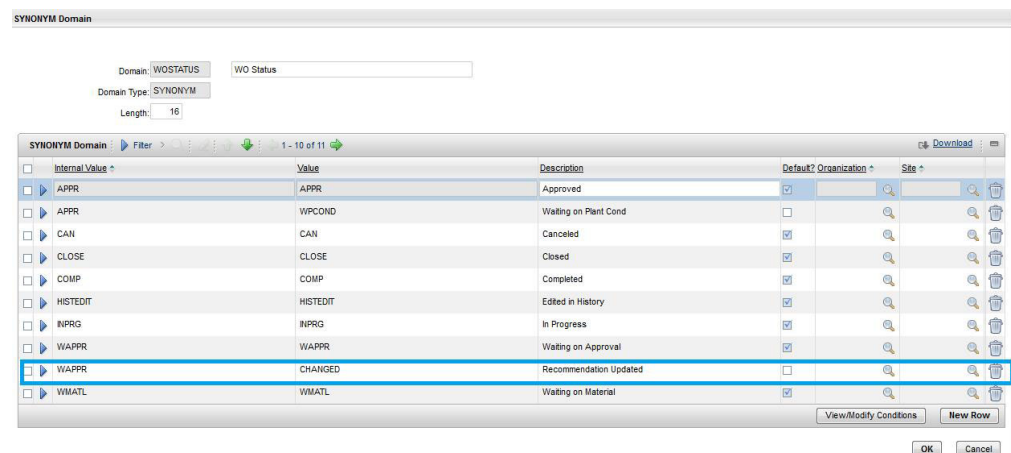 SYNONYM Domain
Domain: WOSTATUS WO Status
Domain Type: SYNONYM
Length: 16
SYNONYM Domain Filter 1 - 10 of 11 Download
Internal Value Value Description Default? Organization Site
APPR APPR Approved
APPR WPCOND Waiting on Plant Cond
CAN CAN Canceled
CLOSE CLOSE Closed
COMP COMP Completed
HISTEDIT HISTEDIT Edited in History
INPRG INPRG In Progress
WAPPR WAPPR Waiting on Approval
WAPPR CHANGED Recommendation Updated
WMATL WMATL Waiting on Material
View/Modify Conditions New Row
OK Cancel